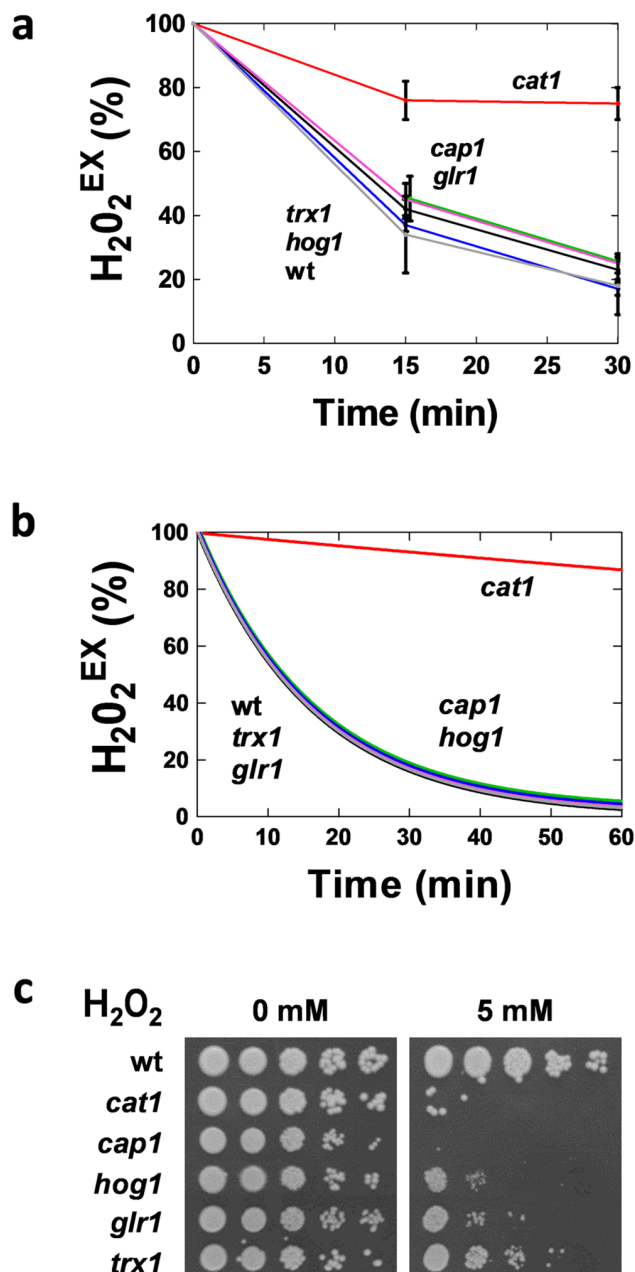 a
H₂0₂ᴱˣ (%)
100
80
60
40
20
0
cat1
cap1
glr1
trx1
hog1
wt
0 5 10 15 20 25 30
Time (min)
b
H₂0₂ᴱˣ (%)
100
80
60
40
20
0
cat1
wt
trx1
glr1
cap1
hog1
0 10 20 30 40 50 60
Time (min)
c
H₂O₂ 0 mM 5 mM
wt
cat1
cap1
hog1
glr1
trx1